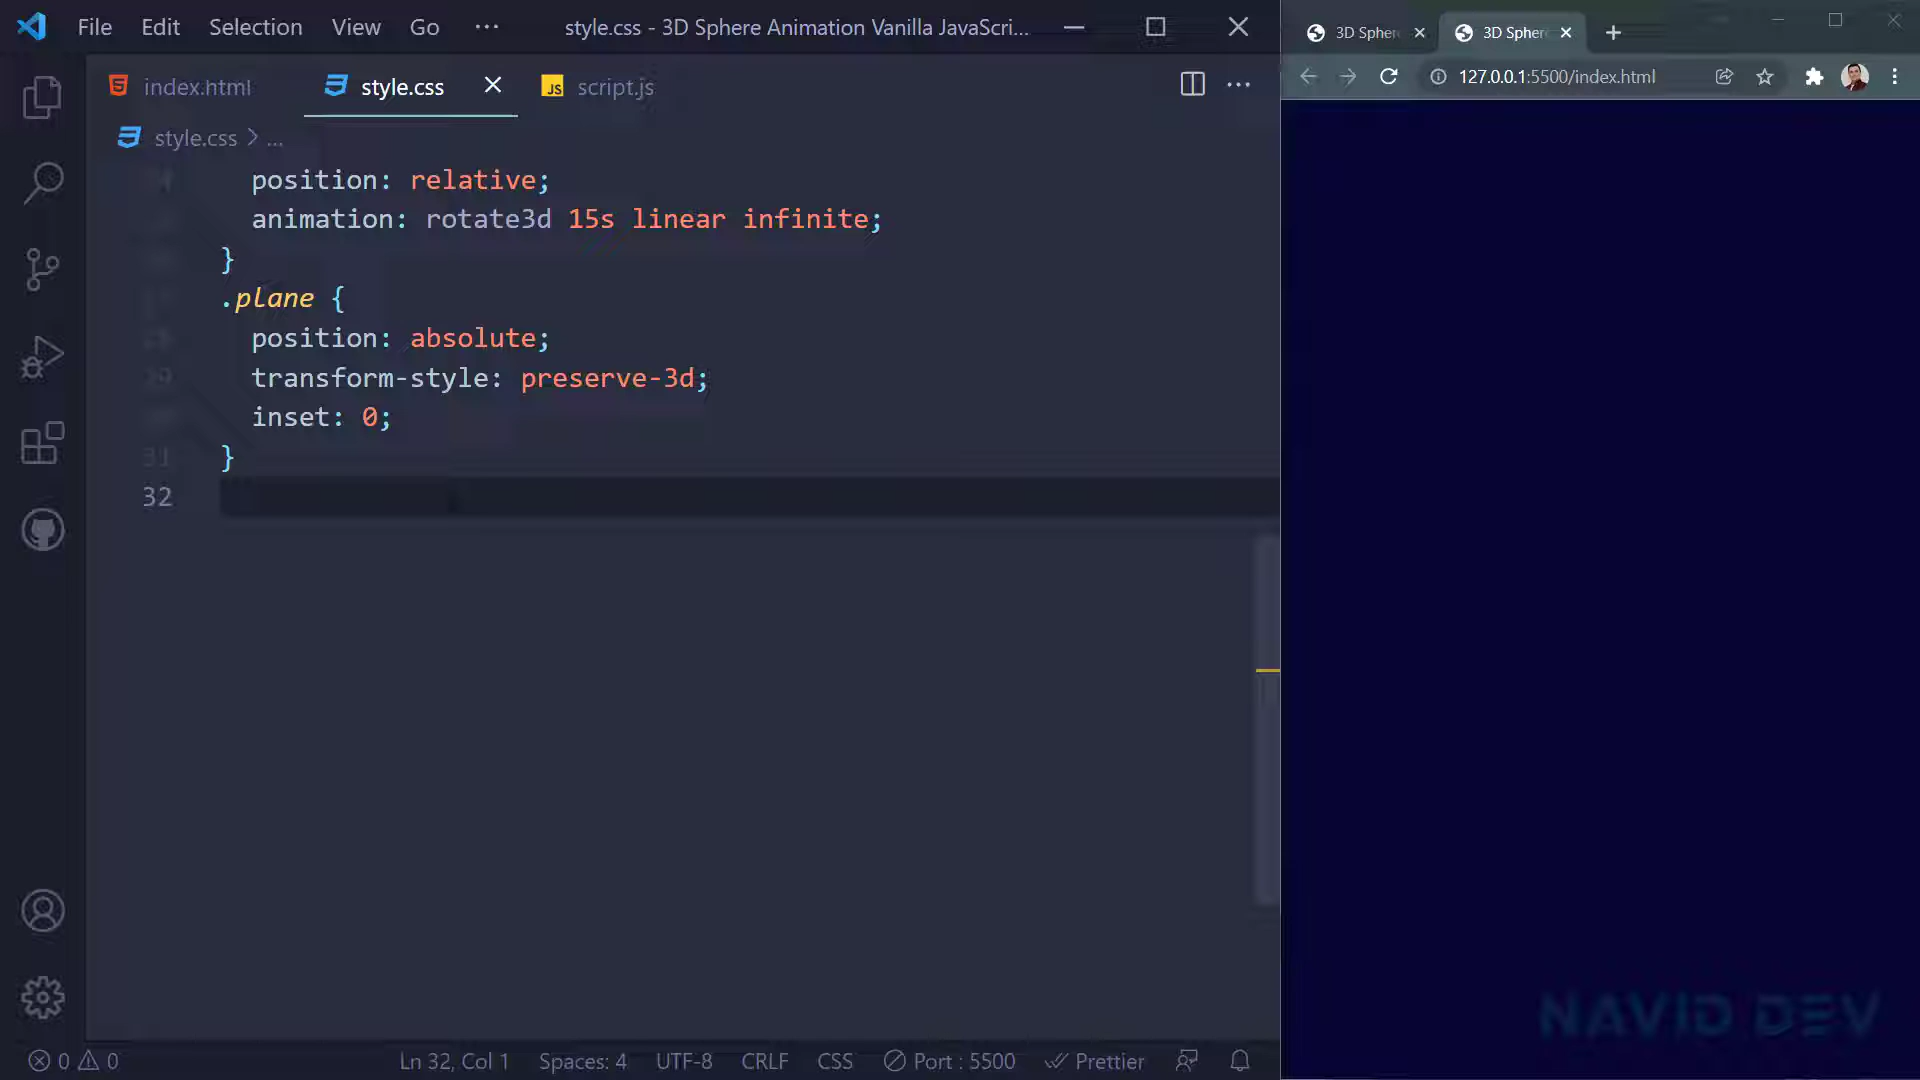 File Edit Selection View Go ··· style.css - 3D Sphere Animation Vanilla JavaScri...
3D Spher 3D Spher
index.html style.css script.js
127.0.0.1:5500/index.html
style.css > ...
position: relative;
animation: rotate3d 15s linear infinite;
}
.plane {
position: absolute;
transform-style: preserve-3d;
inset: 0;
31 }
32
NAVID DEV
0 0 Ln 32, Col 1 Spaces: 4 UTF-8 CRLF CSS Port : 5500 Prettier